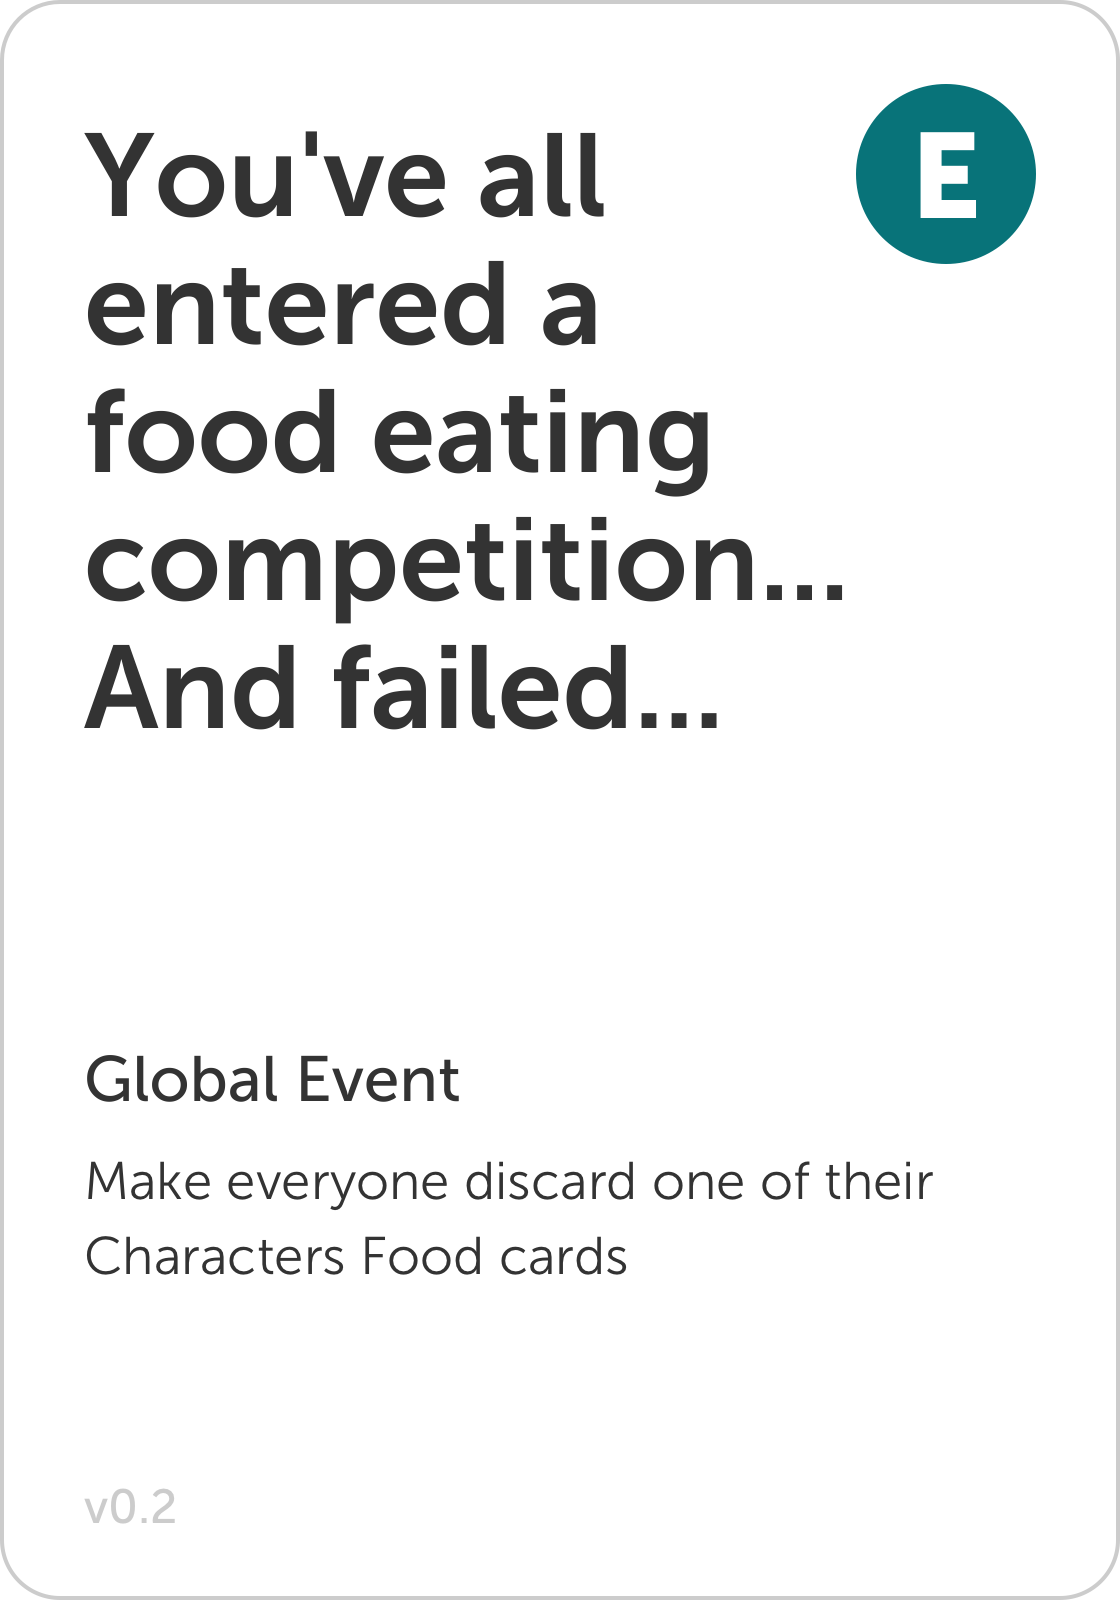 You've all
E
entered a
food eating
competition...
And failed...
Global Event
Make everyone discard one of their
Characters Food cards
v0.2